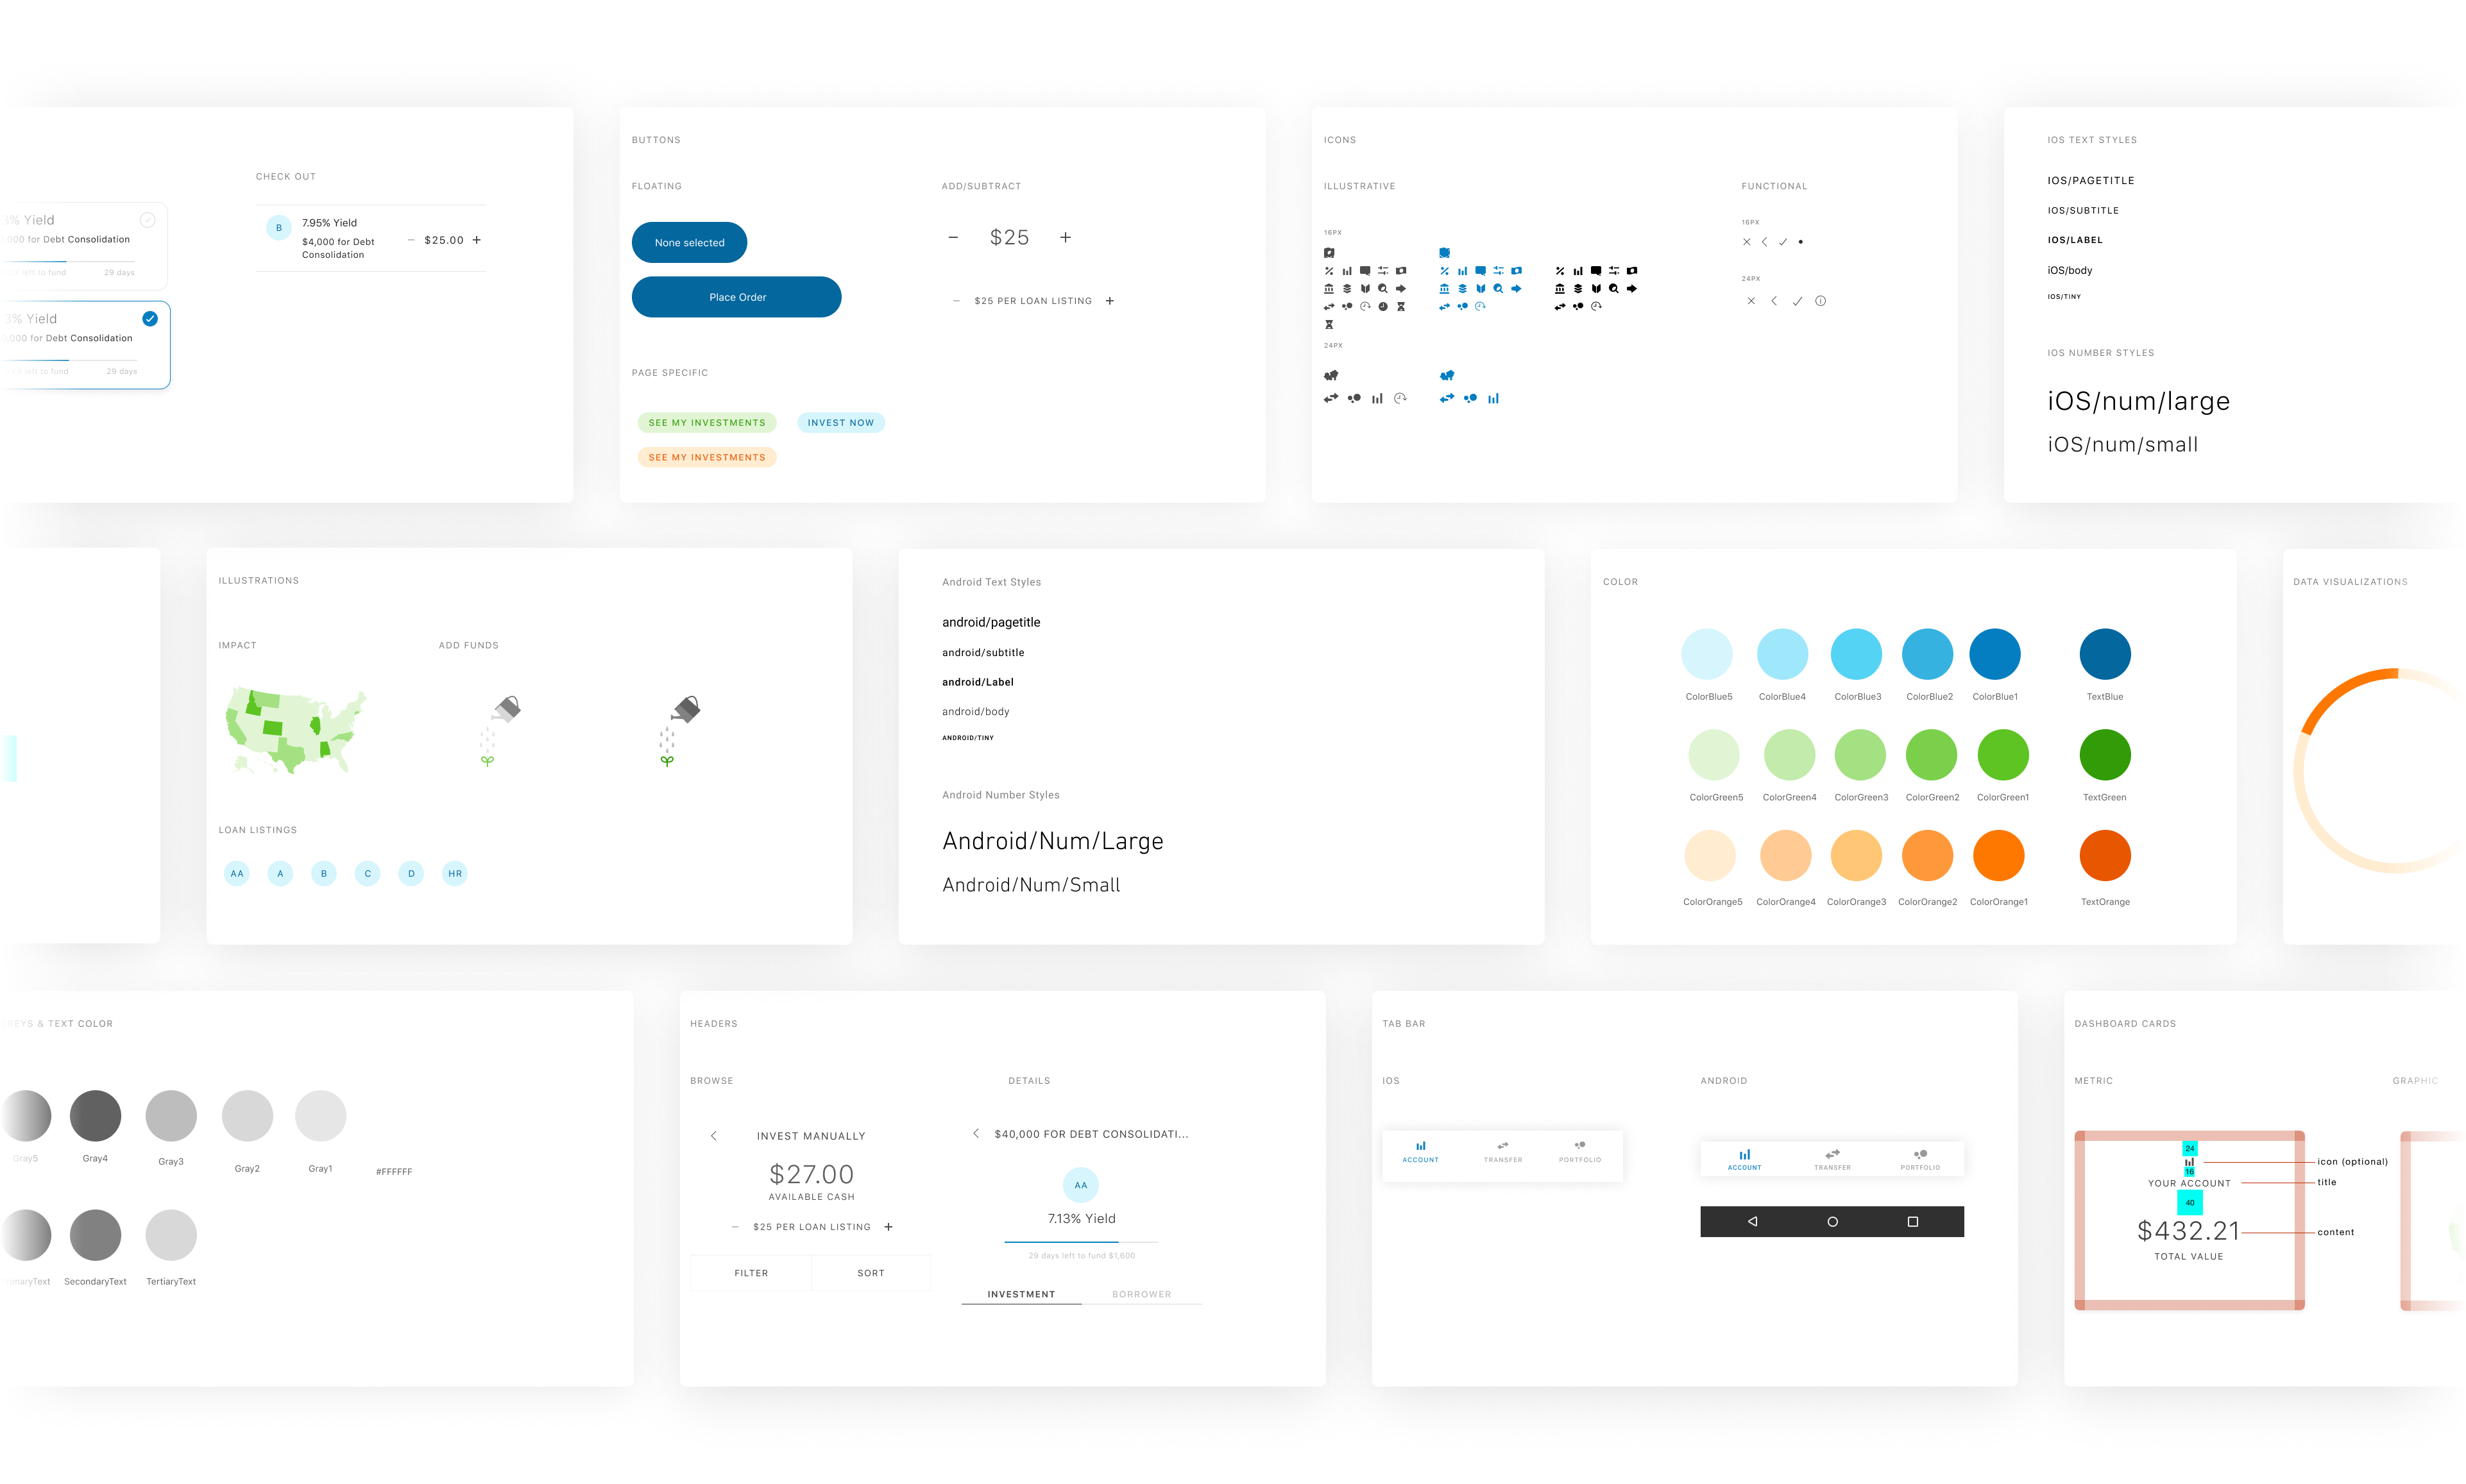 CHECK OUT
% Yield
,000 for Debt Consolidation
left to fund
29 days
3% Yield
,000 for Debt Consolidation
left to fund
29 days
B
7.95% Yield
$4,000 for Debt
Consolidation
− $25.00 +
BUTTONS
FLOATING
None selected
Place Order
ADD/SUBTRACT
− $25 +
− $25 PER LOAN LISTING +
PAGE SPECIFIC
SEE MY INVESTMENTS
INVEST NOW
SEE MY INVESTMENTS
ICONS
ILLUSTRATIVE
16PX
24PX
FUNCTIONAL
16PX
24PX
IOS TEXT STYLES
IOS/PAGETITLE
IOS/SUBTITLE
IOS/LABEL
iOS/body
IOS/TINY
IOS NUMBER STYLES
iOS/num/large
iOS/num/small
ILLUSTRATIONS
IMPACT
ADD FUNDS
LOAN LISTINGS
AA A B C D HR
Android Text Styles
android/pagetitle
android/subtitle
android/Label
android/body
ANDROID/TINY
Android Number Styles
Android/Num/Large
Android/Num/Small
COLOR
ColorBlue5 ColorBlue4 ColorBlue3 ColorBlue2 ColorBlue1 TextBlue
ColorGreen5 ColorGreen4 ColorGreen3 ColorGreen2 ColorGreen1 TextGreen
ColorOrange5 ColorOrange4 ColorOrange3 ColorOrange2 ColorOrange1 TextOrange
DATA VISUALIZATIONS
REYS & TEXT COLOR
Gray5 Gray4 Gray3 Gray2 Gray1 #FFFFFF
maryText SecondaryText TertiaryText
HEADERS
BROWSE
INVEST MANUALLY
$27.00
AVAILABLE CASH
− $25 PER LOAN LISTING +
FILTER SORT
DETAILS
$40,000 FOR DEBT CONSOLIDATI...
AA
7.13% Yield
29 days left to fund $1,600
INVESTMENT BORROWER
TAB BAR
IOS
ACCOUNT TRANSFER PORTFOLIO
ANDROID
ACCOUNT TRANSFER PORTFOLIO
DASHBOARD CARDS
METRIC
GRAPHIC
24
icon (optional)
16
YOUR ACCOUNT
title
40
$432.21
content
TOTAL VALUE